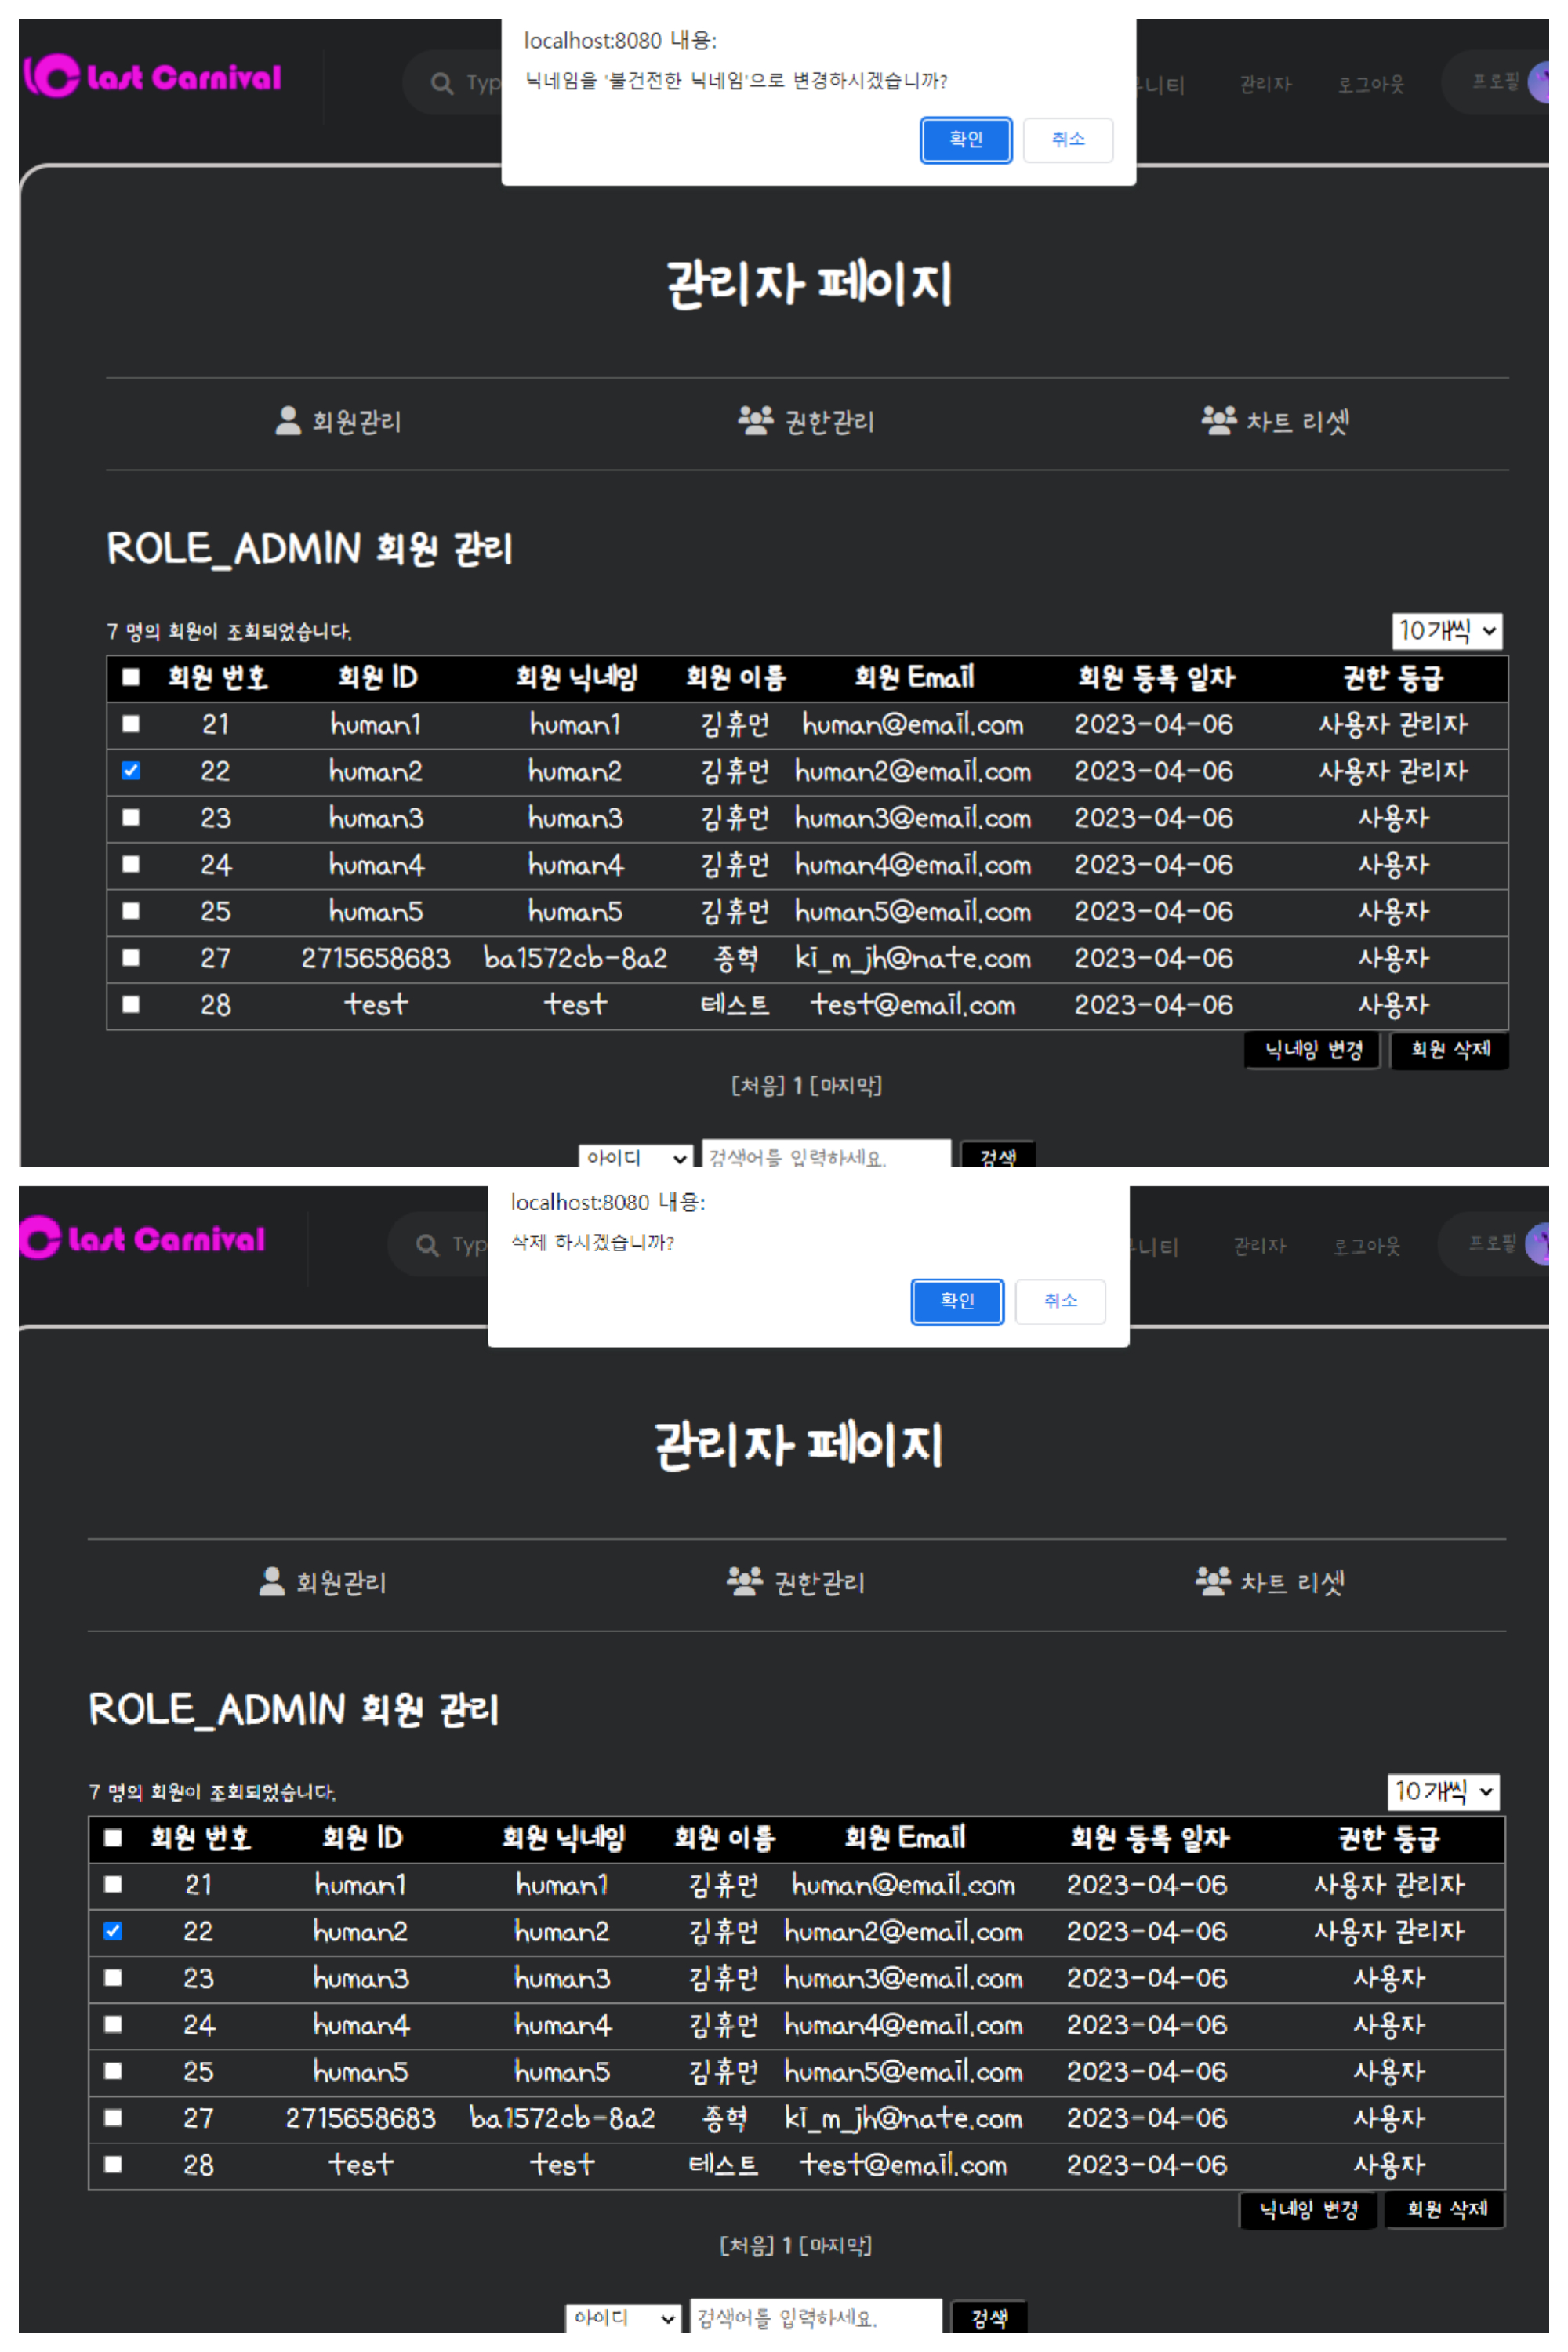 localhost:8080 내용:
닉네임을 '불건전한 닉네임'으로 변경하시겠습니까?
확인 취소
Last Carnival Typ 니티 관리자 로그아웃 프로필
관리자 페이지
회원관리 권한관리 차트 리셋
ROLE_ADMIN 회원 관리
7 명의 회원이 조회되었습니다. 10개씩
회원 번호 회원 ID 회원 닉네임 회원 이름 회원 Email 회원 등록 일자 권한 등급
21 human1 human1 김휴먼 human@email.com 2023-04-06 사용자 관리자
22 human2 human2 김휴먼 human2@email.com 2023-04-06 사용자 관리자
23 human3 human3 김휴먼 human3@email.com 2023-04-06 사용자
24 human4 human4 김휴먼 human4@email.com 2023-04-06 사용자
25 human5 human5 김휴먼 human5@email.com 2023-04-06 사용자
27 2715658683 ba1572cb-8a2 종혁 ki_m_jh@nate.com 2023-04-06 사용자
28 test test 테스트 test@email.com 2023-04-06 사용자
닉네임 변경 회원 삭제
[처음] 1 [마지막]
아이디 검색어를 입력하세요. 검색
localhost:8080 내용:
삭제 하시겠습니까?
확인 취소
Last Carnival Typ 니티 관리자 로그아웃 프로필
관리자 페이지
회원관리 권한관리 차트 리셋
ROLE_ADMIN 회원 관리
7 명의 회원이 조회되었습니다. 10개씩
회원 번호 회원 ID 회원 닉네임 회원 이름 회원 Email 회원 등록 일자 권한 등급
21 human1 human1 김휴먼 human@email.com 2023-04-06 사용자 관리자
22 human2 human2 김휴먼 human2@email.com 2023-04-06 사용자 관리자
23 human3 human3 김휴먼 human3@email.com 2023-04-06 사용자
24 human4 human4 김휴먼 human4@email.com 2023-04-06 사용자
25 human5 human5 김휴먼 human5@email.com 2023-04-06 사용자
27 2715658683 ba1572cb-8a2 종혁 ki_m_jh@nate.com 2023-04-06 사용자
28 test test 테스트 test@email.com 2023-04-06 사용자
닉네임 변경 회원 삭제
[처음] 1 [마지막]
아이디 검색어를 입력하세요. 검색